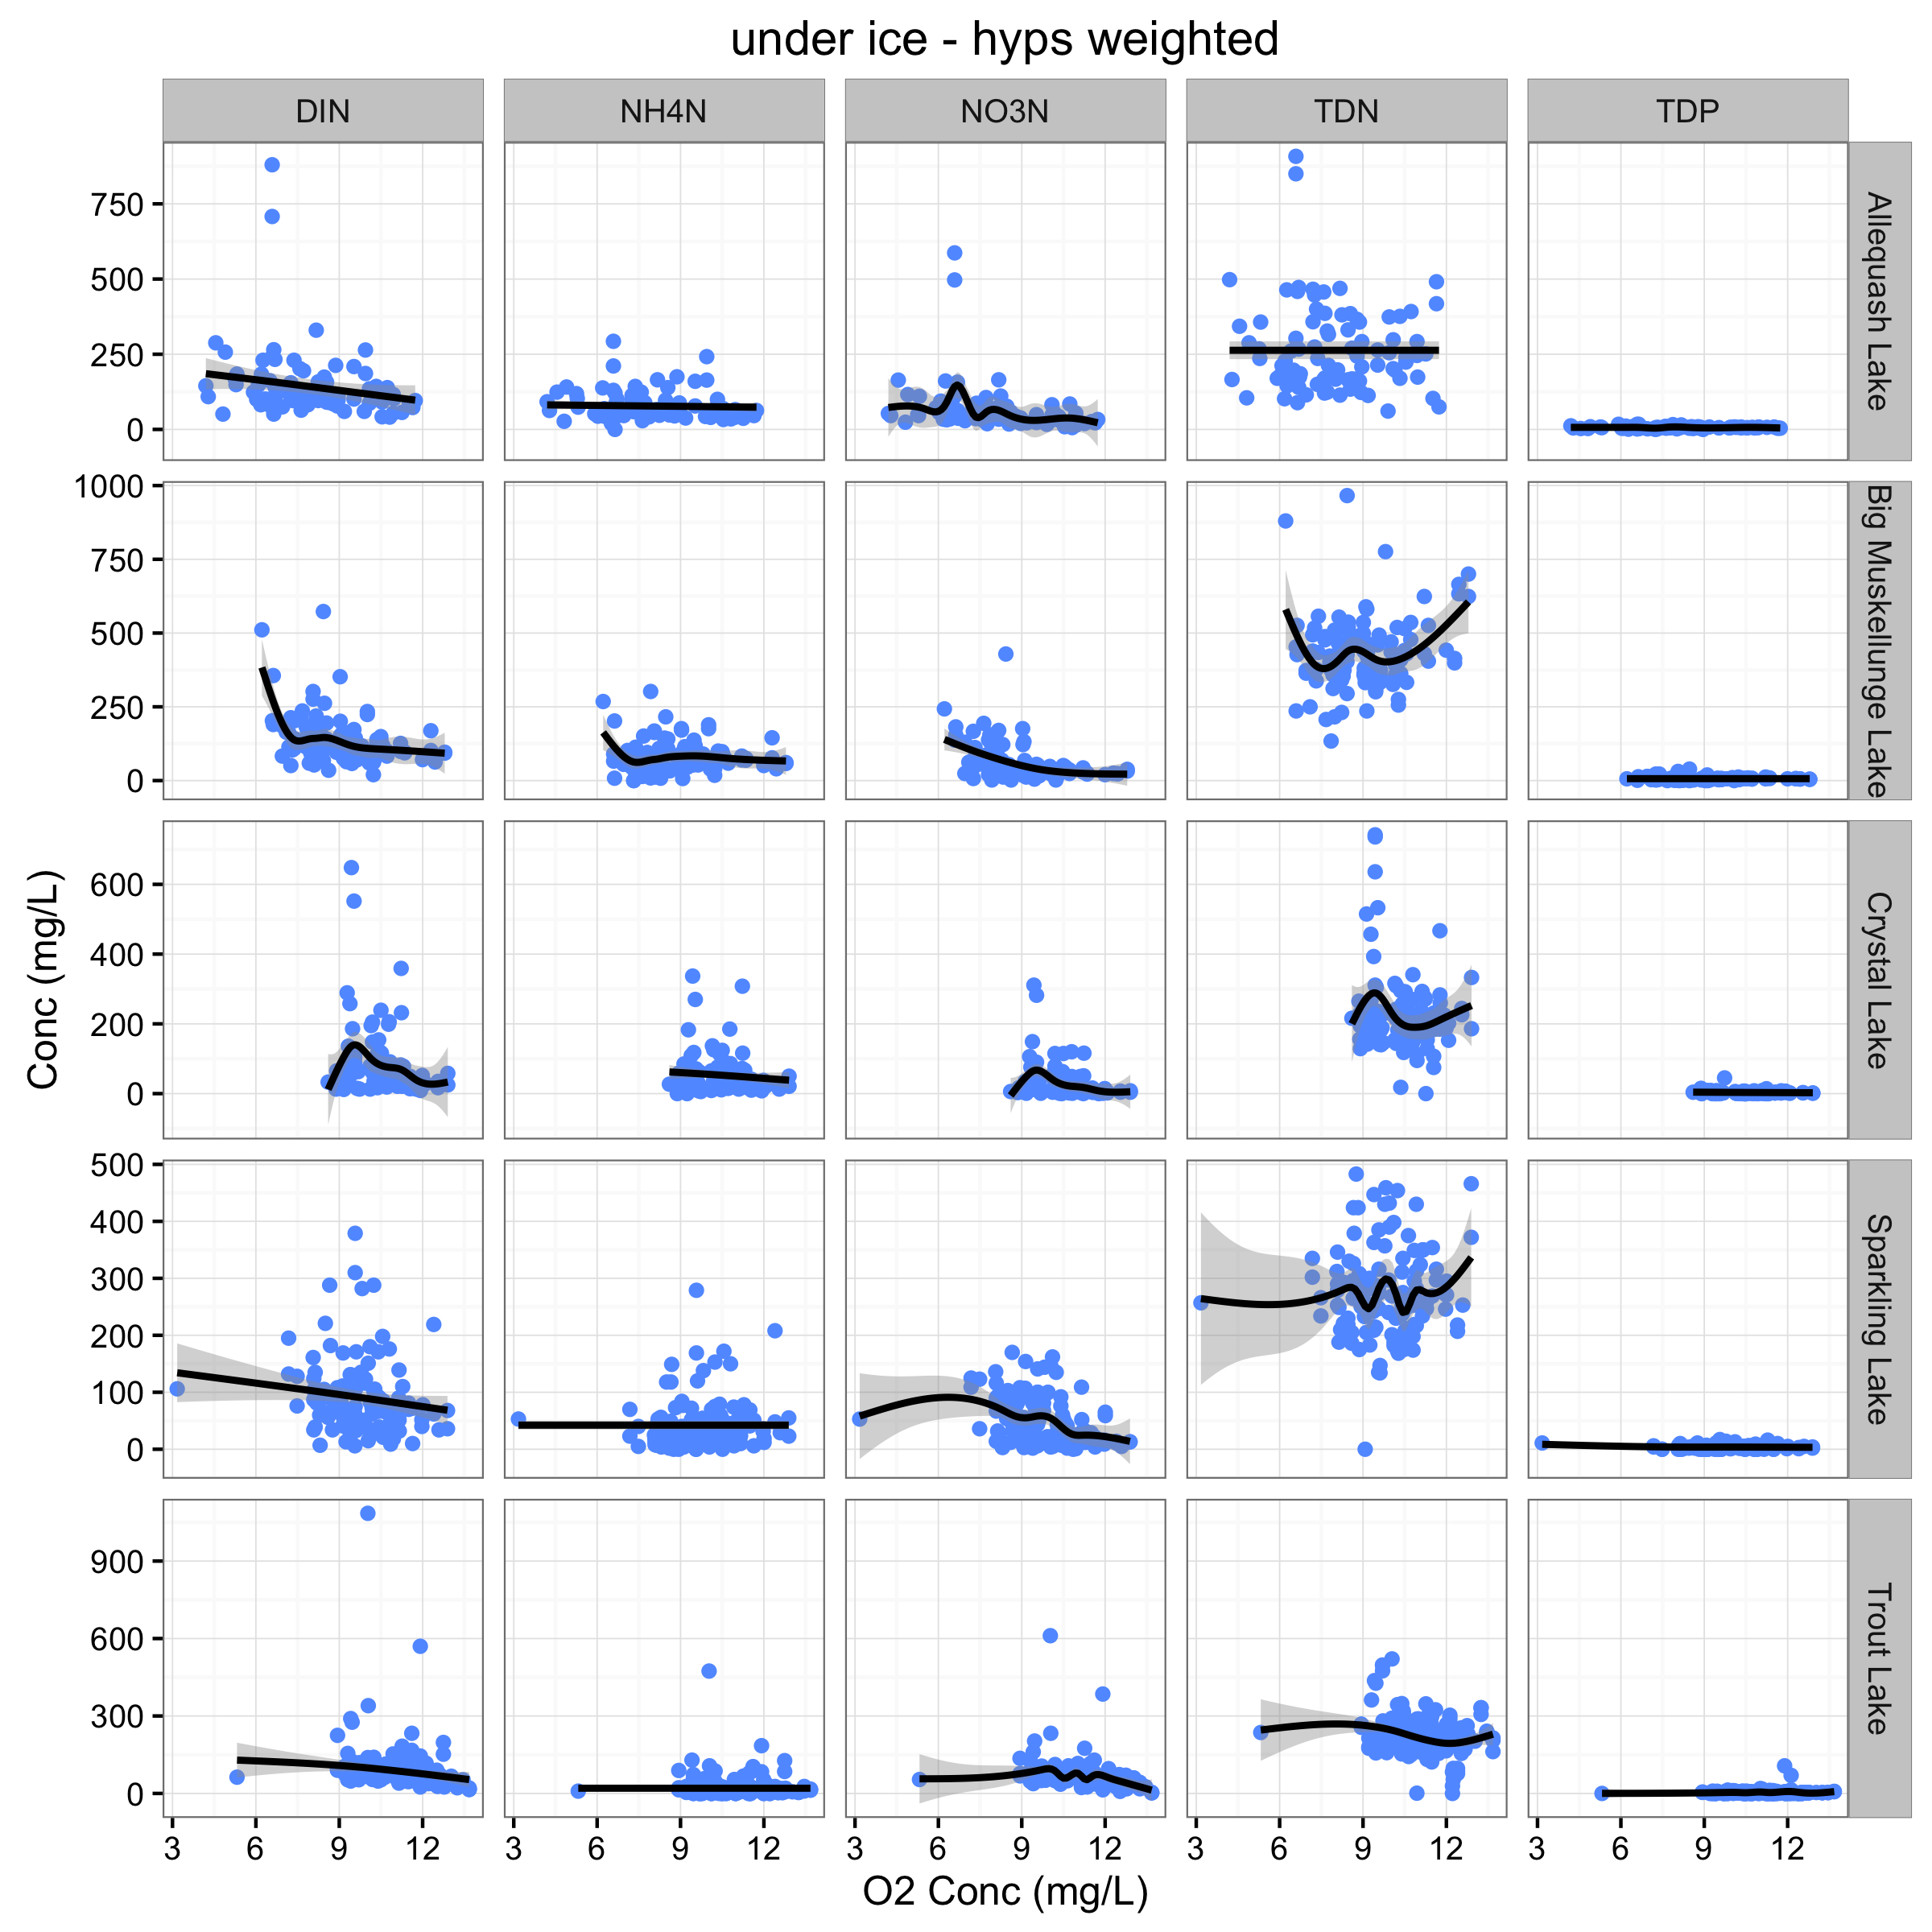 under ice - hyps weighted
DIN NH4N NO3N TDN TDP
750
500
250
0
Allequash Lake
1000
750
500
250
0
Big Muskellunge Lake
600
400
200
0
Crystal Lake
500
400
300
200
100
0
Sparkling Lake
900
600
300
0
Trout Lake
Conc (mg/L)
3 6 9 12 3 6 9 12 3 6 9 12 3 6 9 12 3 6 9 12
O2 Conc (mg/L)